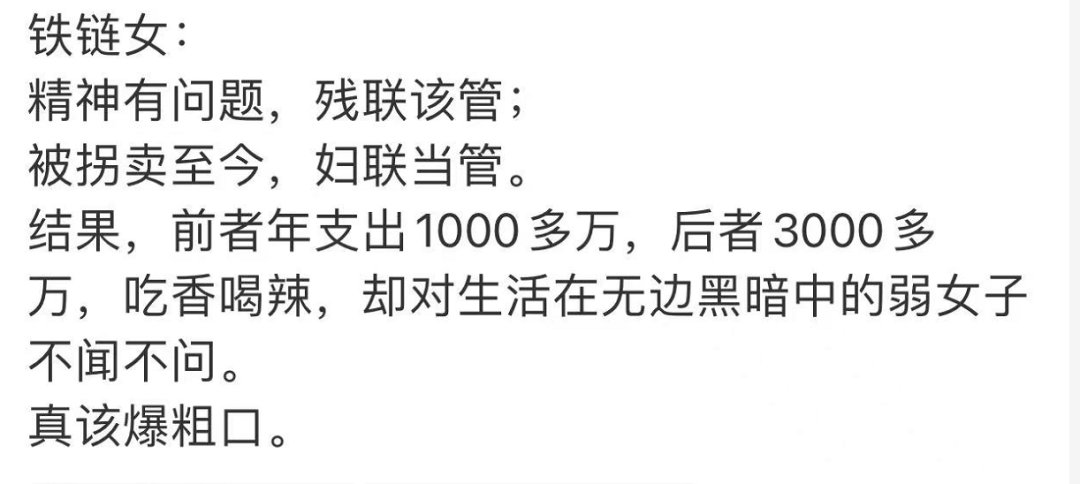 铁链女：
精神有问题，残联该管；
被拐卖至今，妇联当管。
结果，前者年支出1000多万，后者3000多
万，吃香喝辣，却对生活在无边黑暗中的弱女子
不闻不问。
真该爆粗口。